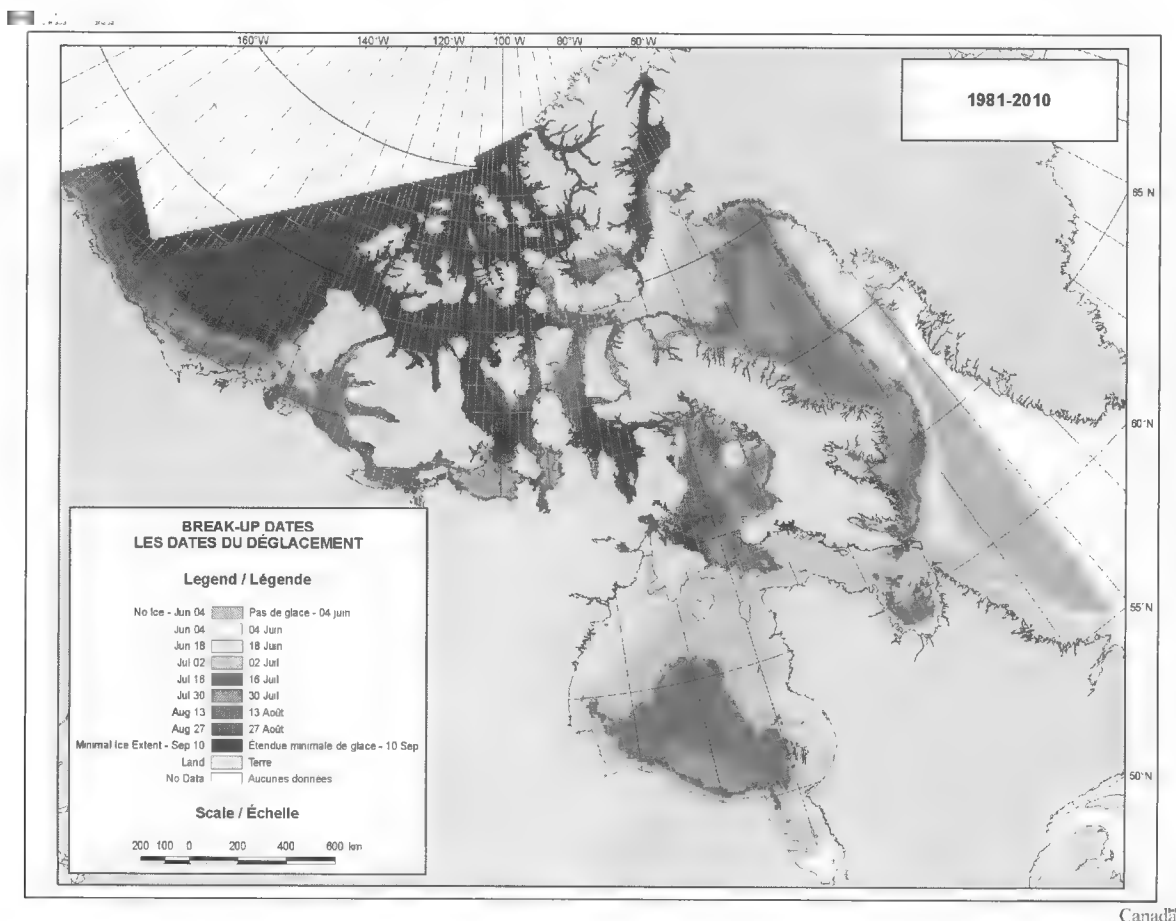 160°W 140°W 120°W 100°W 80°W 60°W
1981-2010
65°N
60°N
55°N
50°N
BREAK-UP DATES
LES DATES DU DÉGLACEMENT
Legend / Légende
No Ice - Jun 04 Pas de glace - 04 juin
Jun 04 04 Juin
Jun 18 18 Juin
Jul 02 02 Juil
Jul 16 16 Juil
Jul 30 30 Juil
Aug 13 13 Août
Aug 27 27 Août
Minimal Ice Extent - Sep 10 Étendue minimale de glace - 10 Sep
Land Terre
No Data Aucunes données
Scale / Échelle
200 100 0 200 400 600 km
Canada